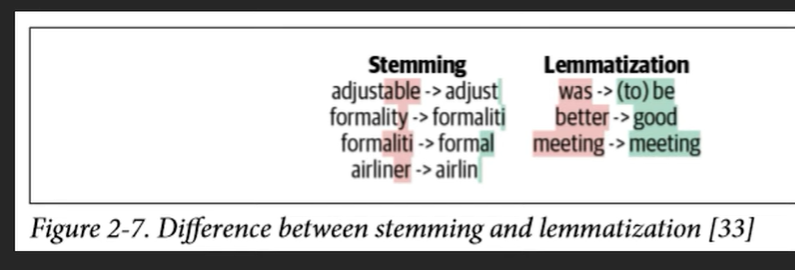 Stemming Lemmatization
adjustable -> adjust was -> (to) be
formality -> formaliti better -> good
formaliti -> formal meeting -> meeting
airliner -> airlin
Figure 2-7. Difference between stemming and lemmatization [33]